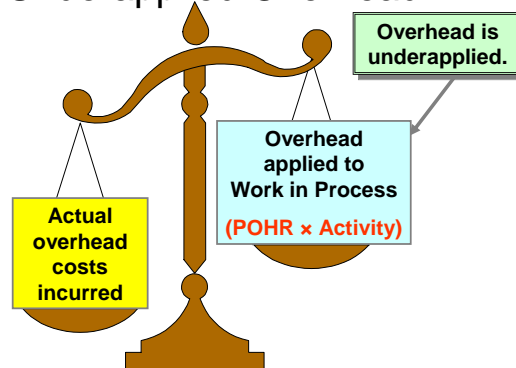 Overhead is
underapplied.
Overhead
applied to
Work in Process
(POHR × Activity)
Actual
overhead
costs
incurred